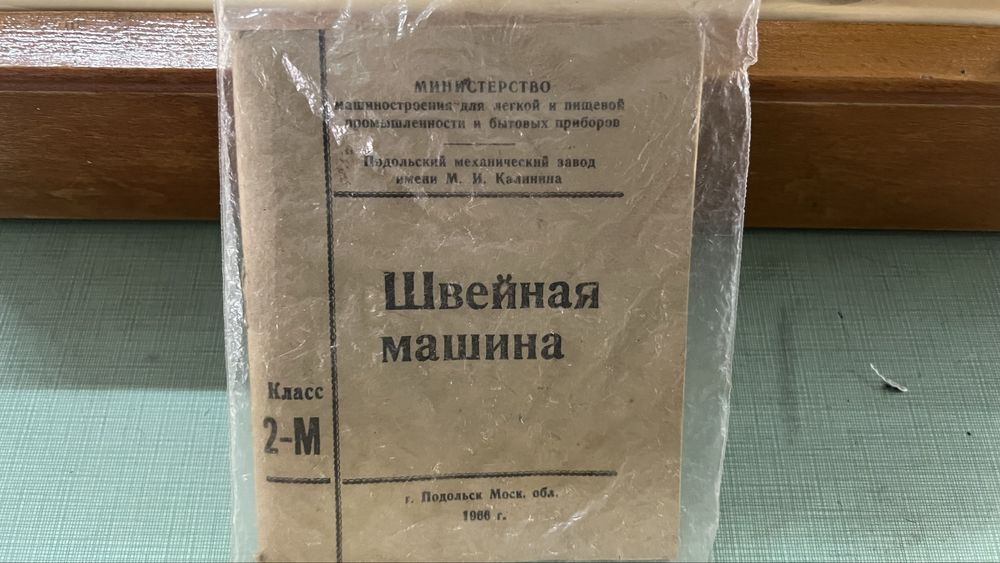 МИНИСТЕРСТВО
машиностроения для легкой и пищевой
промышленности и бытовых приборов
Подольский механический завод
имени М. И. Калинина
Швейная
машина
Класс
2-М
г. Подольск Моск. обл.
1966 г.